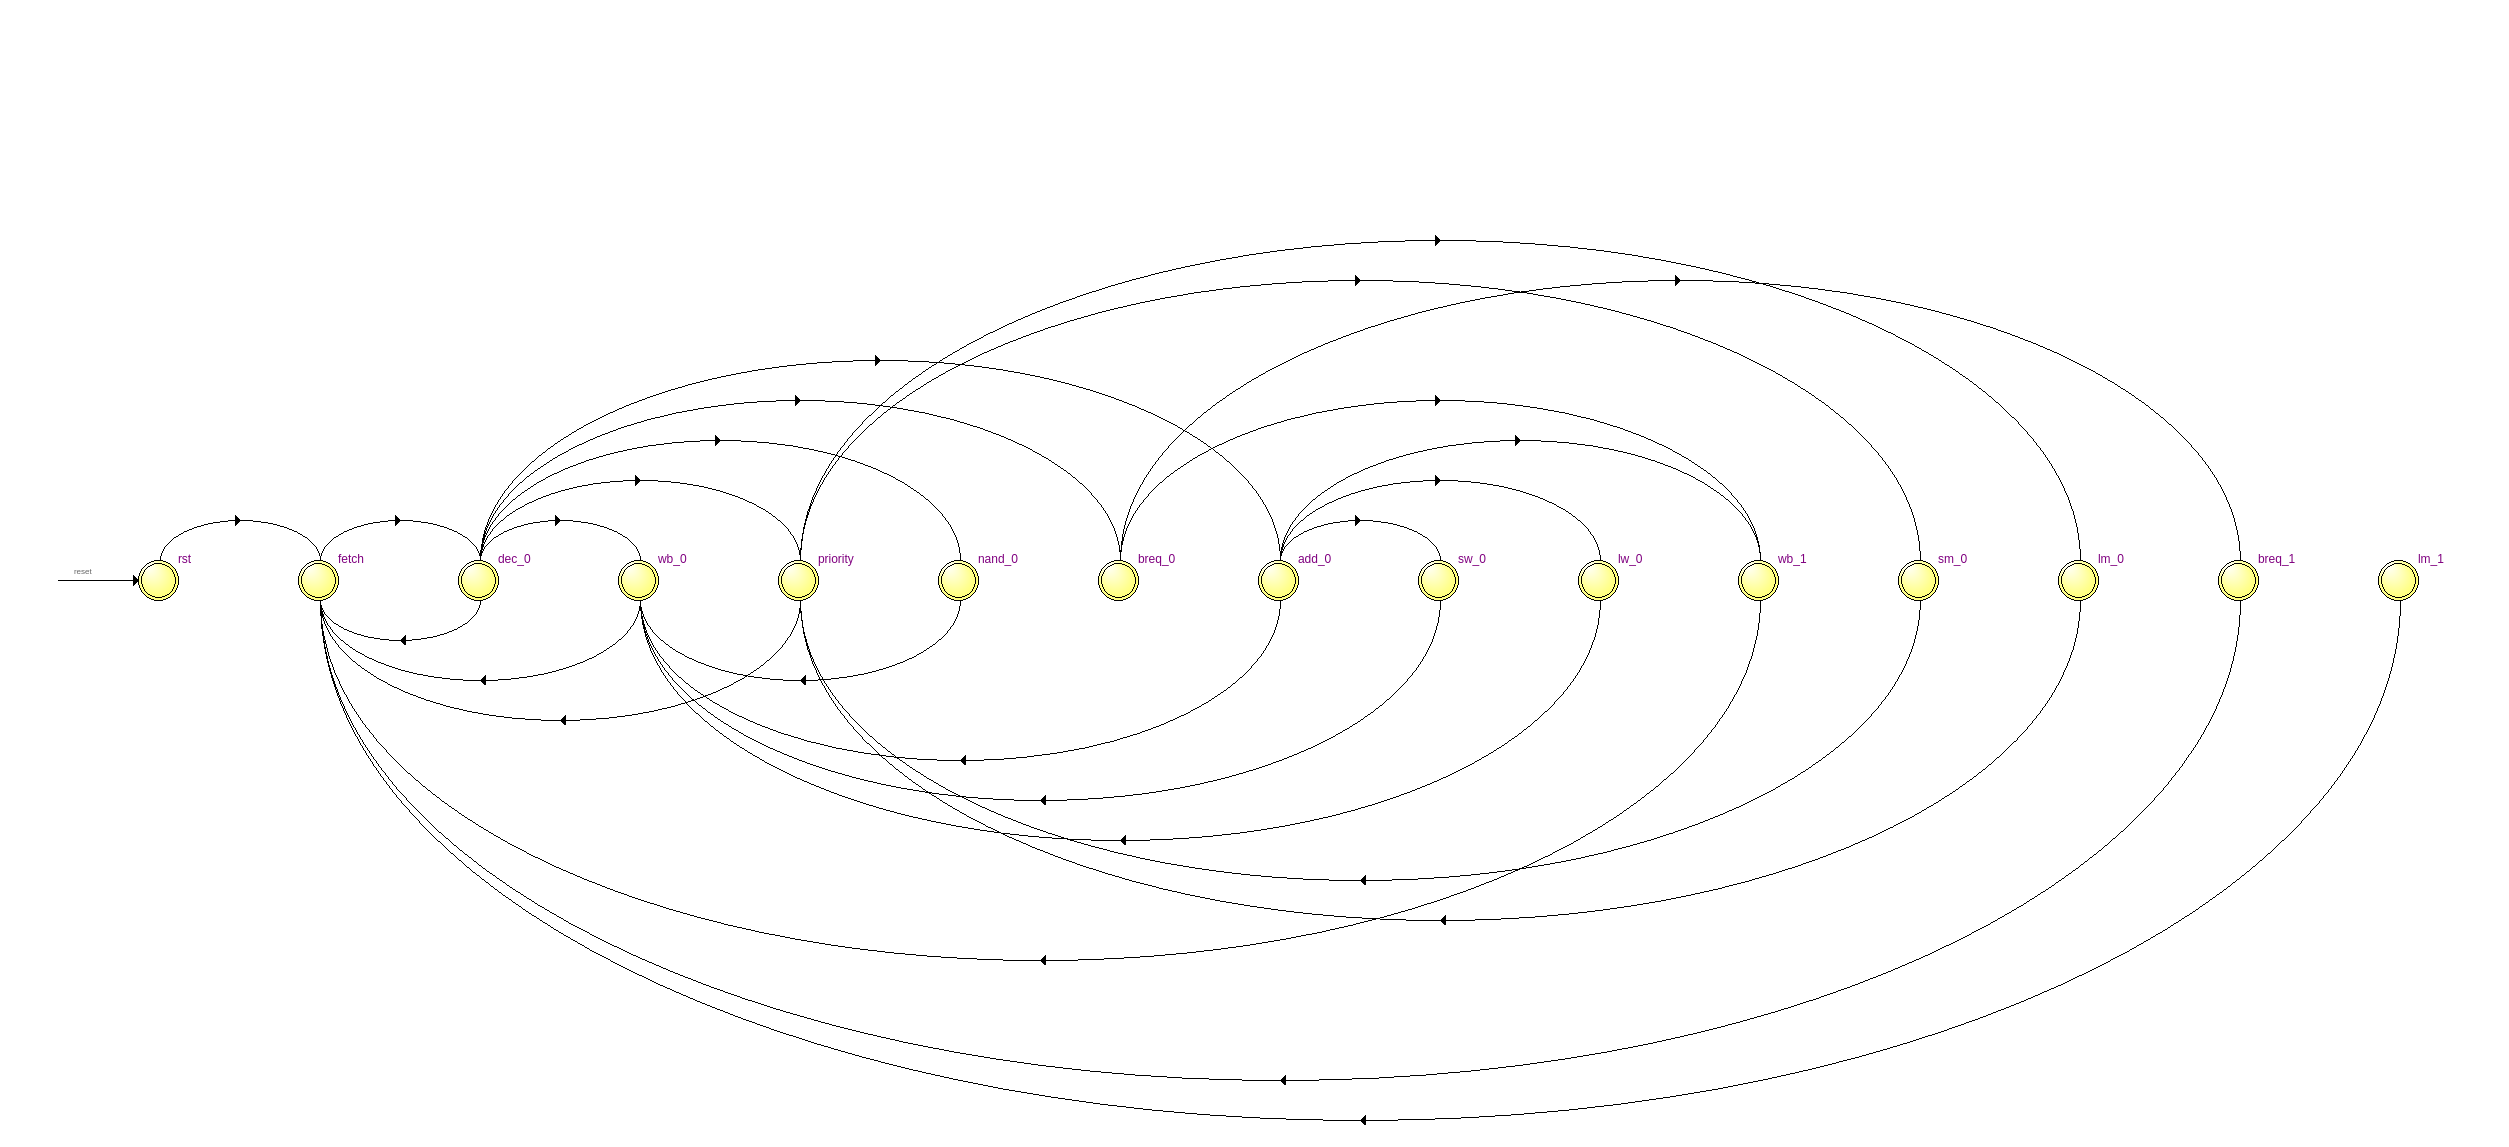 reset
rst
fetch
dec_0
wb_0
priority
nand_0
breq_0
add_0
sw_0
lw_0
wb_1
sm_0
lm_0
breq_1
lm_1